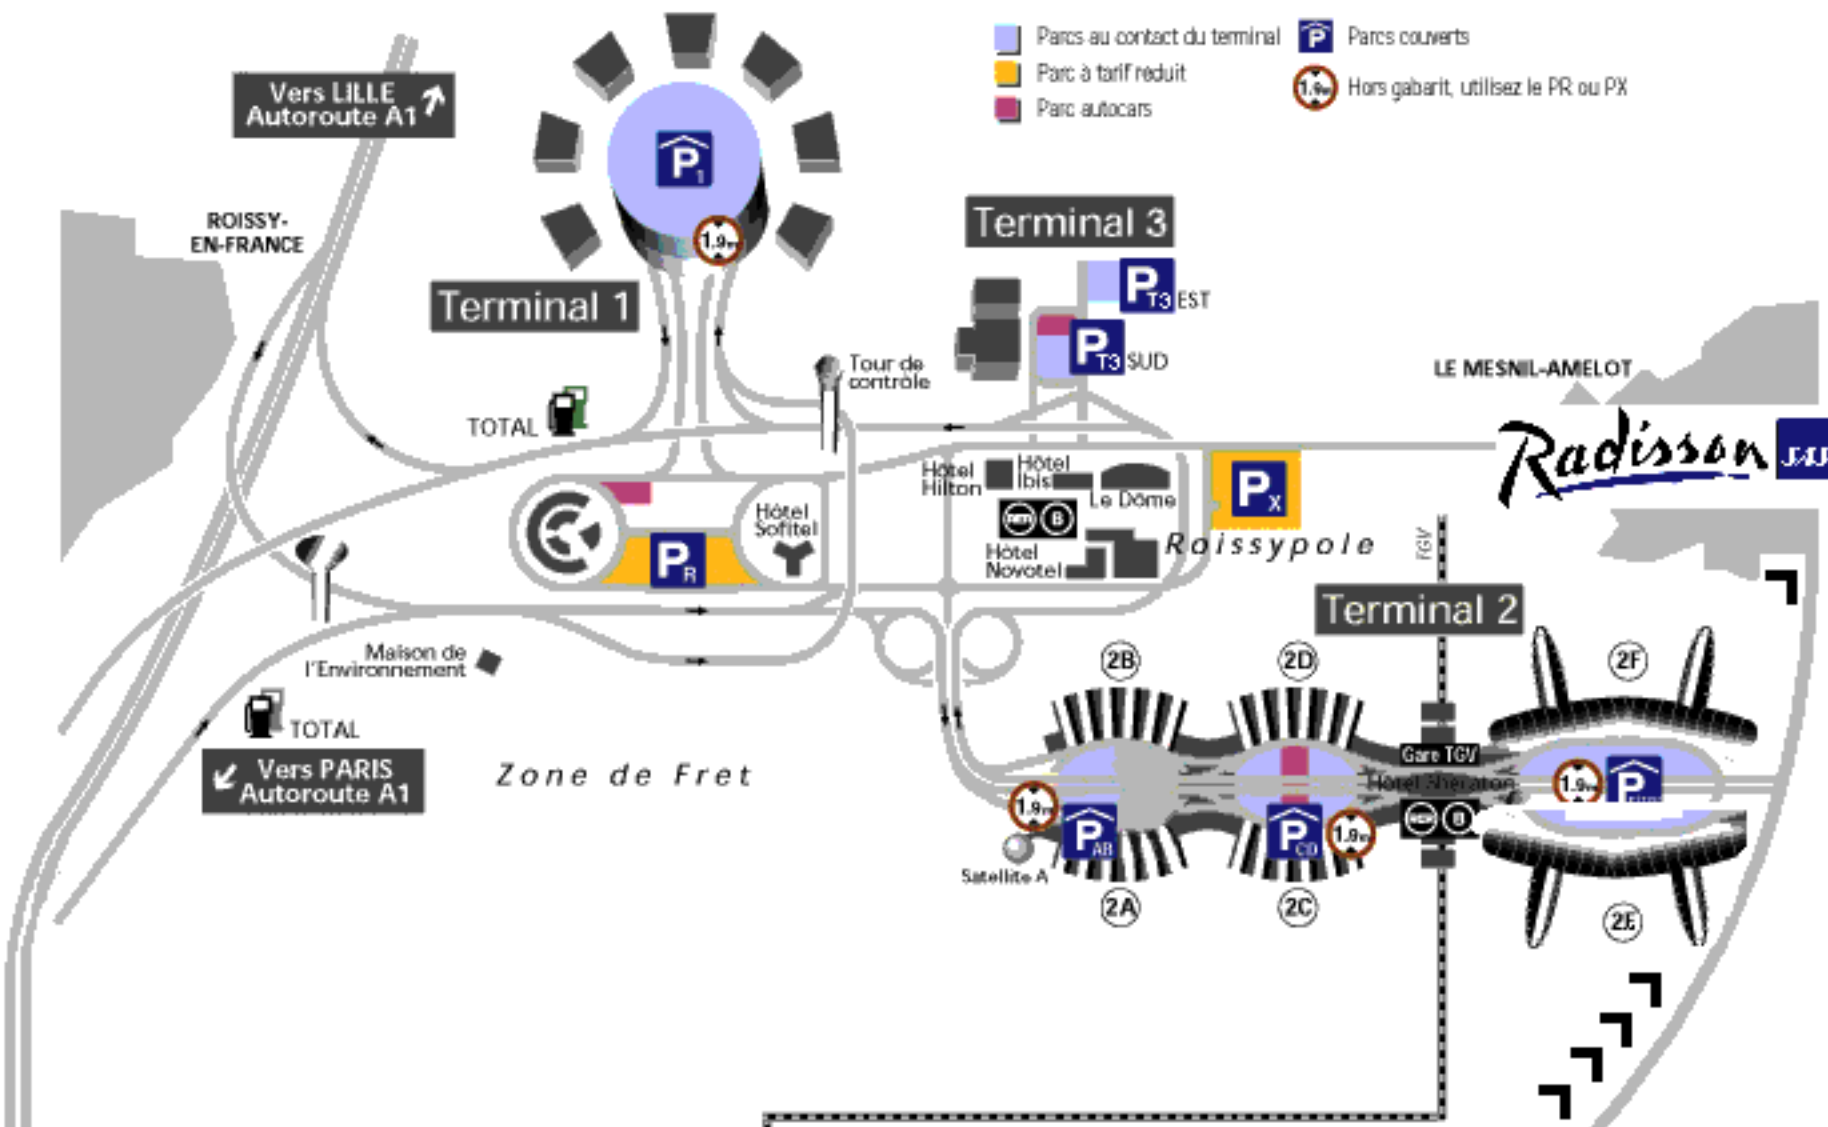 Parcs au contact du terminal
P
Parcs couverts
Parc à tarif réduit
Parc autocars
1.9m
Hors gabarit, utilisez le PR ou PX
Vers LILLE
Autoroute A1
P1
1.9m
ROISSY-
EN-FRANCE
Terminal 3
Terminal 1
PT3 EST
PT3 SUD
Tour de
contrôle
LE MESNIL-AMELOT
TOTAL
Radisson SAS
Hôtel
Hilton
Hôtel
Ibis
Le Dôme
PX
Hôtel
Sofitel
B
Roissypole
TGV
PR
Hôtel
Novotel
Terminal 2
Maison de
l'Environnement
2B
2D
2F
TOTAL
Vers PARIS
Autoroute A1
Zone de Fret
Gare TGV
Hôtel Sheraton
1.9m
P
1.9m
PAB
PCD
1.9m
B
Satellite A
2A
2C
2E